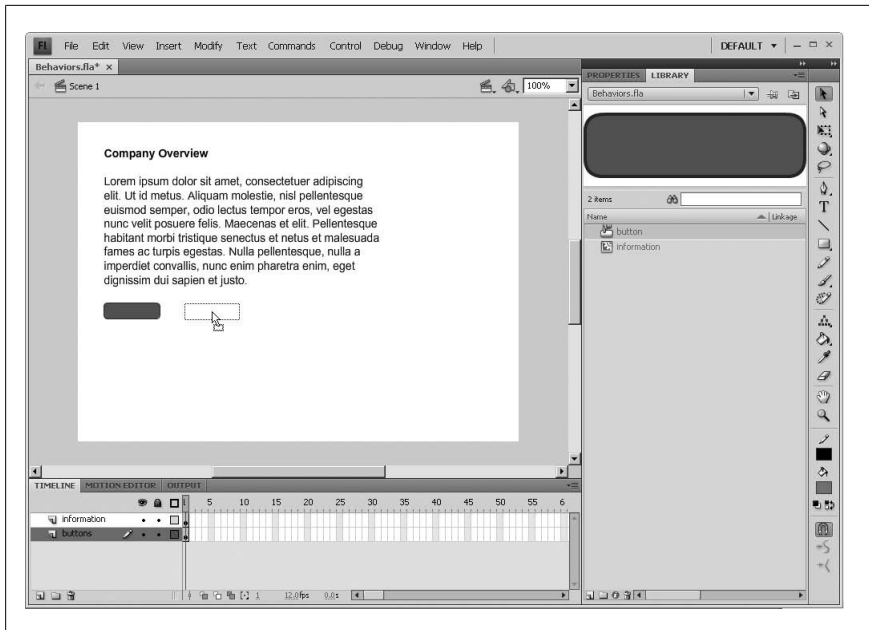 FL File Edit View Insert Modify Text Commands Control Debug Window Help DEFAULT
Behaviors.fla* ×
Scene 1 100%
PROPERTIES LIBRARY
Behaviors.fla
2 items
Name Linkage
button
information
Company Overview
Lorem ipsum dolor sit amet, consectetuer adipiscing
elit. Ut id metus. Aliquam molestie, nisl pellentesque
euismod semper, odio lectus tempor eros, vel egestas
nunc velit posuere felis. Maecenas et elit. Pellentesque
habitant morbi tristique senectus et netus et malesuada
fames ac turpis egestas. Nulla pellentesque, nulla a
imperdiet convallis, nunc enim pharetra enim, eget
dignissim dui sapien et justo.
TIMELINE MOTION EDITOR OUTPUT
1 5 10 15 20 25 30 35 40 45 50 55 6
information
buttons
1 12.0fps 0.0s
T